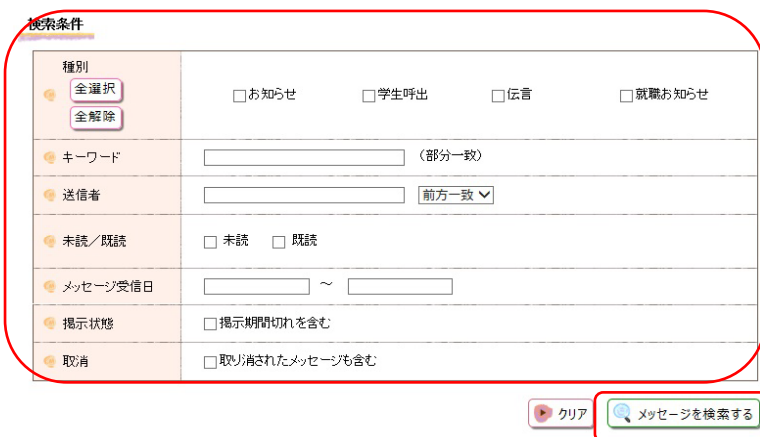 検索条件
種別
全選択
全解除
お知らせ 学生呼出 伝言 就職お知らせ
キーワード (部分一致)
送信者 前方一致
未読／既読 未読 既読
メッセージ受信日 ～
掲示状態 掲示期間切れを含む
取消 取り消されたメッセージも含む
クリア メッセージを検索する